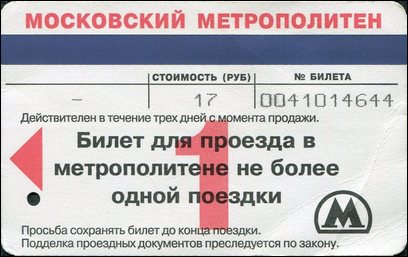 МОСКОВСКИЙ МЕТРОПОЛИТЕН
СТОИМОСТЬ (РУБ) № БИЛЕТА
– 17 0041014644
Действителен в течение трех дней с момента продажи.
1
Билет для проезда в
метрополитене не более
одной поездки
М
Просьба сохранять билет до конца поездки.
Подделка проездных документов преследуется по закону.